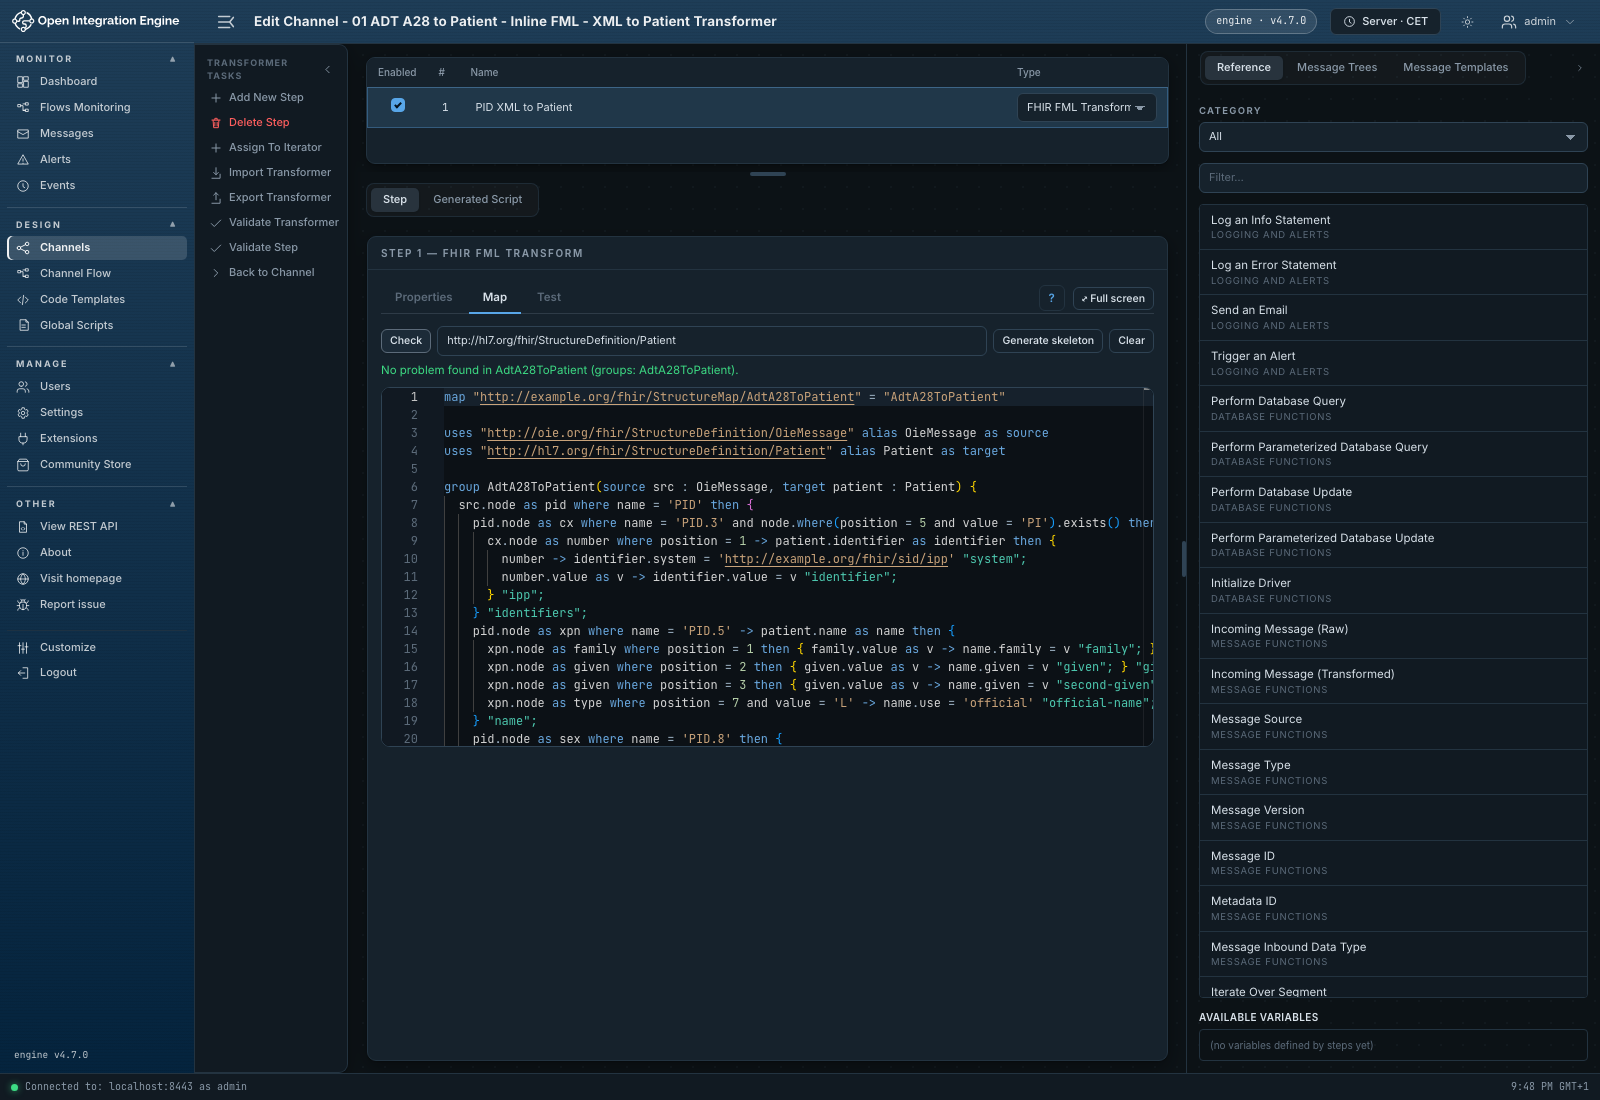 Open Integration Engine
Edit Channel - 01 ADT A28 to Patient - Inline FML - XML to Patient Transformer
engine · v4.7.0
Server · CET
admin
MONITOR
Dashboard
Flows Monitoring
Messages
Alerts
Events
DESIGN
Channels
Channel Flow
Code Templates
Global Scripts
MANAGE
Users
Settings
Extensions
Community Store
OTHER
View REST API
About
Visit homepage
Report issue
Customize
Logout
engine v4.7.0
TRANSFORMER
TASKS
Add New Step
Delete Step
Assign To Iterator
Import Transformer
Export Transformer
Validate Transformer
Validate Step
Back to Channel
Enabled # Name Type
1 PID XML to Patient FHIR FML Transform
Step Generated Script
STEP 1 — FHIR FML TRANSFORM
Properties Map Test
? Full screen
Check http://hl7.org/fhir/StructureDefinition/Patient Generate skeleton Clear
No problem found in AdtA28ToPatient (groups: AdtA28ToPatient).
1 map "http://example.org/fhir/StructureMap/AdtA28ToPatient" = "AdtA28ToPatient"
2
3 uses "http://oie.org/fhir/StructureDefinition/OieMessage" alias OieMessage as source
4 uses "http://hl7.org/fhir/StructureDefinition/Patient" alias Patient as target
5
6 group AdtA28ToPatient(source src : OieMessage, target patient : Patient) {
7 src.node as pid where name = 'PID' then {
8 pid.node as cx where name = 'PID.3' and node.where(position = 5 and value = 'PI').exists() then
9 cx.node as number where position = 1 -> patient.identifier as identifier then {
10 number -> identifier.system = 'http://example.org/fhir/sid/ipp' "system";
11 number.value as v -> identifier.value = v "identifier";
12 } "ipp";
13 } "identifiers";
14 pid.node as xpn where name = 'PID.5' -> patient.name as name then {
15 xpn.node as family where position = 1 then { family.value as v -> name.family = v "family"; }
16 xpn.node as given where position = 2 then { given.value as v -> name.given = v "given"; } "gi
17 xpn.node as given where position = 3 then { given.value as v -> name.given = v "second-given"
18 xpn.node as type where position = 7 and value = 'L' -> name.use = 'official' "official-name";
19 } "name";
20 pid.node as sex where name = 'PID.8' then {
Reference Message Trees Message Templates
CATEGORY
All
Filter...
Log an Info Statement
LOGGING AND ALERTS
Log an Error Statement
LOGGING AND ALERTS
Send an Email
LOGGING AND ALERTS
Trigger an Alert
LOGGING AND ALERTS
Perform Database Query
DATABASE FUNCTIONS
Perform Parameterized Database Query
DATABASE FUNCTIONS
Perform Database Update
DATABASE FUNCTIONS
Perform Parameterized Database Update
DATABASE FUNCTIONS
Initialize Driver
DATABASE FUNCTIONS
Incoming Message (Raw)
MESSAGE FUNCTIONS
Incoming Message (Transformed)
MESSAGE FUNCTIONS
Message Source
MESSAGE FUNCTIONS
Message Type
MESSAGE FUNCTIONS
Message Version
MESSAGE FUNCTIONS
Message ID
MESSAGE FUNCTIONS
Metadata ID
MESSAGE FUNCTIONS
Message Inbound Data Type
MESSAGE FUNCTIONS
Iterate Over Segment
AVAILABLE VARIABLES
(no variables defined by steps yet)
Connected to: localhost:8443 as admin
9:48 PM GMT+1